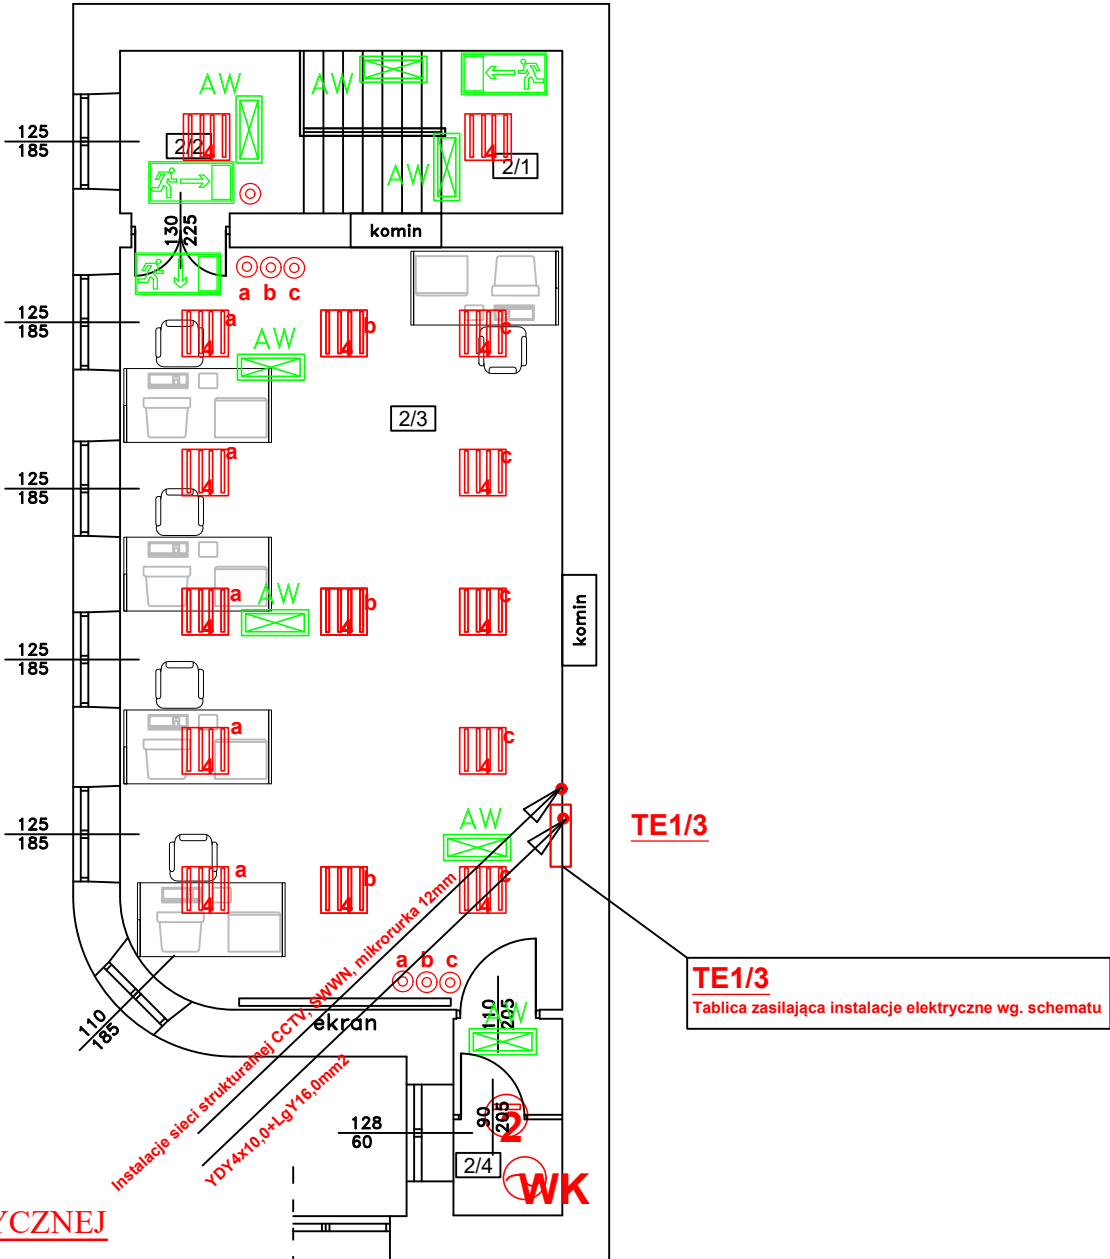 AW
AW
125
185
2/2
4
4
2/1
AW
130
225
komin
a b c
125
185
a
4
b
4
c
4
AW
2/3
a
4
c
4
125
185
a
4
AW
b
4
c
4
komin
125
185
a
4
c
4
125
185
AW
TE1/3
a
4
b
4
c
4
Instalacje sieci strukturalnej CCTV, SWWN, mikrorurka 12mm
YDY4x10,0+LgY16,0mm2
a b c
TE1/3
Tablica zasilająca instalacje elektryczne wg. schematu
110
185
ekran
110
205
AW
128
60
90
205
2
2/4
WK
YCZNEJ